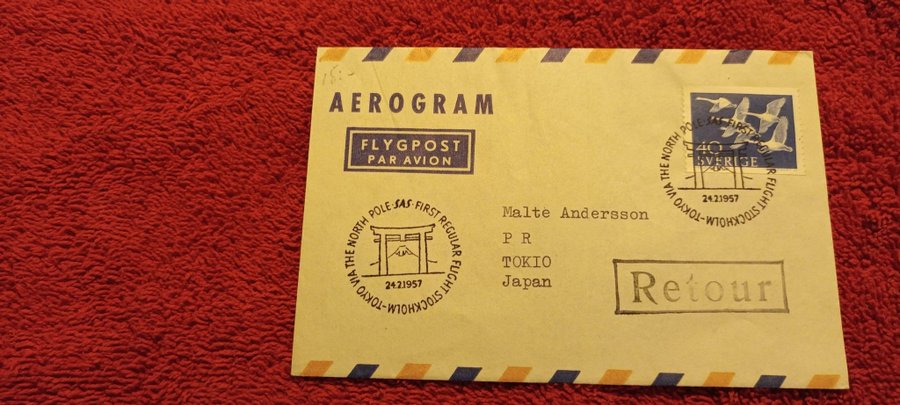 15:-
AEROGRAM
FLYGPOST
PAR AVION
40
SVERIGE
TOKYO VIA THE NORTH POLE·SAS·FIRST REGULAR FLIGHT STOCKHOLM–
24.2.1957
Malte Andersson
P R
TOKIO
Japan
TOKYO VIA THE NORTH POLE·SAS·FIRST REGULAR FLIGHT STOCKHOLM–
24.2.1957
Retour